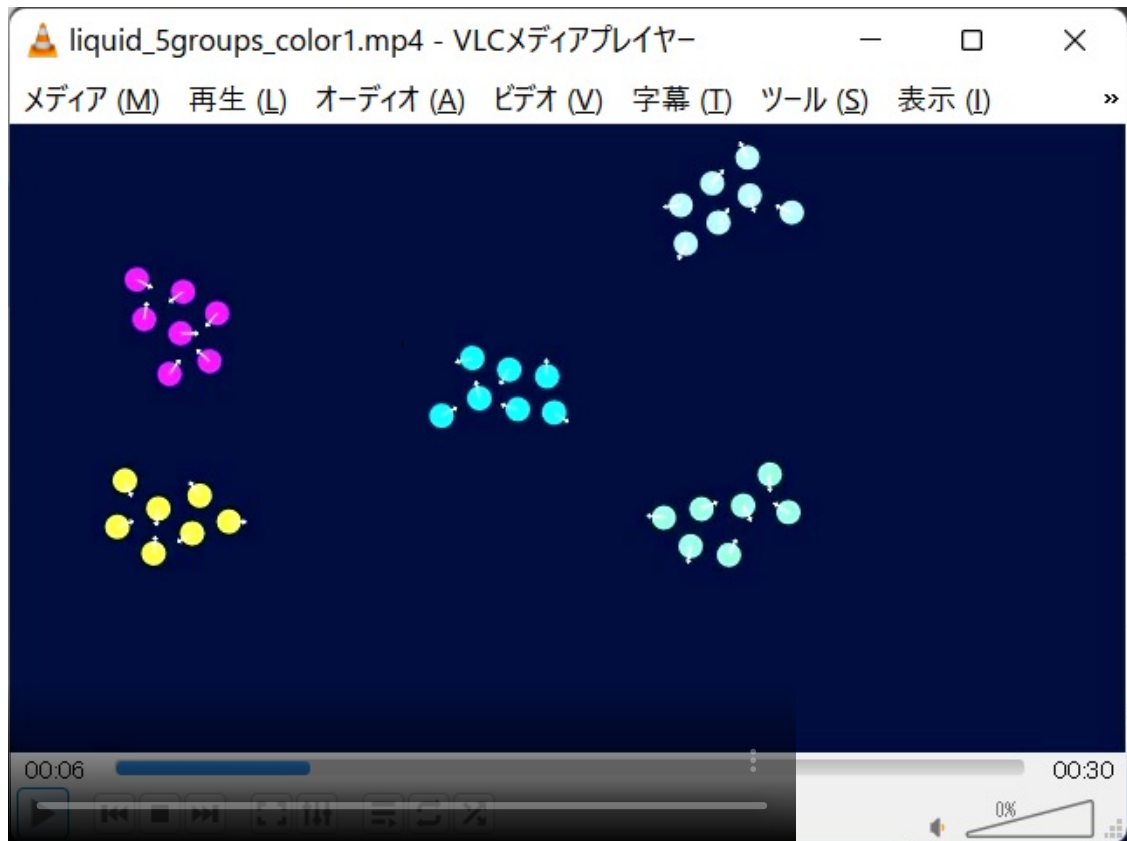 liquid_5groups_color1.mp4 - VLCメディアプレイヤー
メディア (M) 再生 (L) オーディオ (A) ビデオ (V) 字幕 (T) ツール (S) 表示 (I) »
00:06 00:30
0%